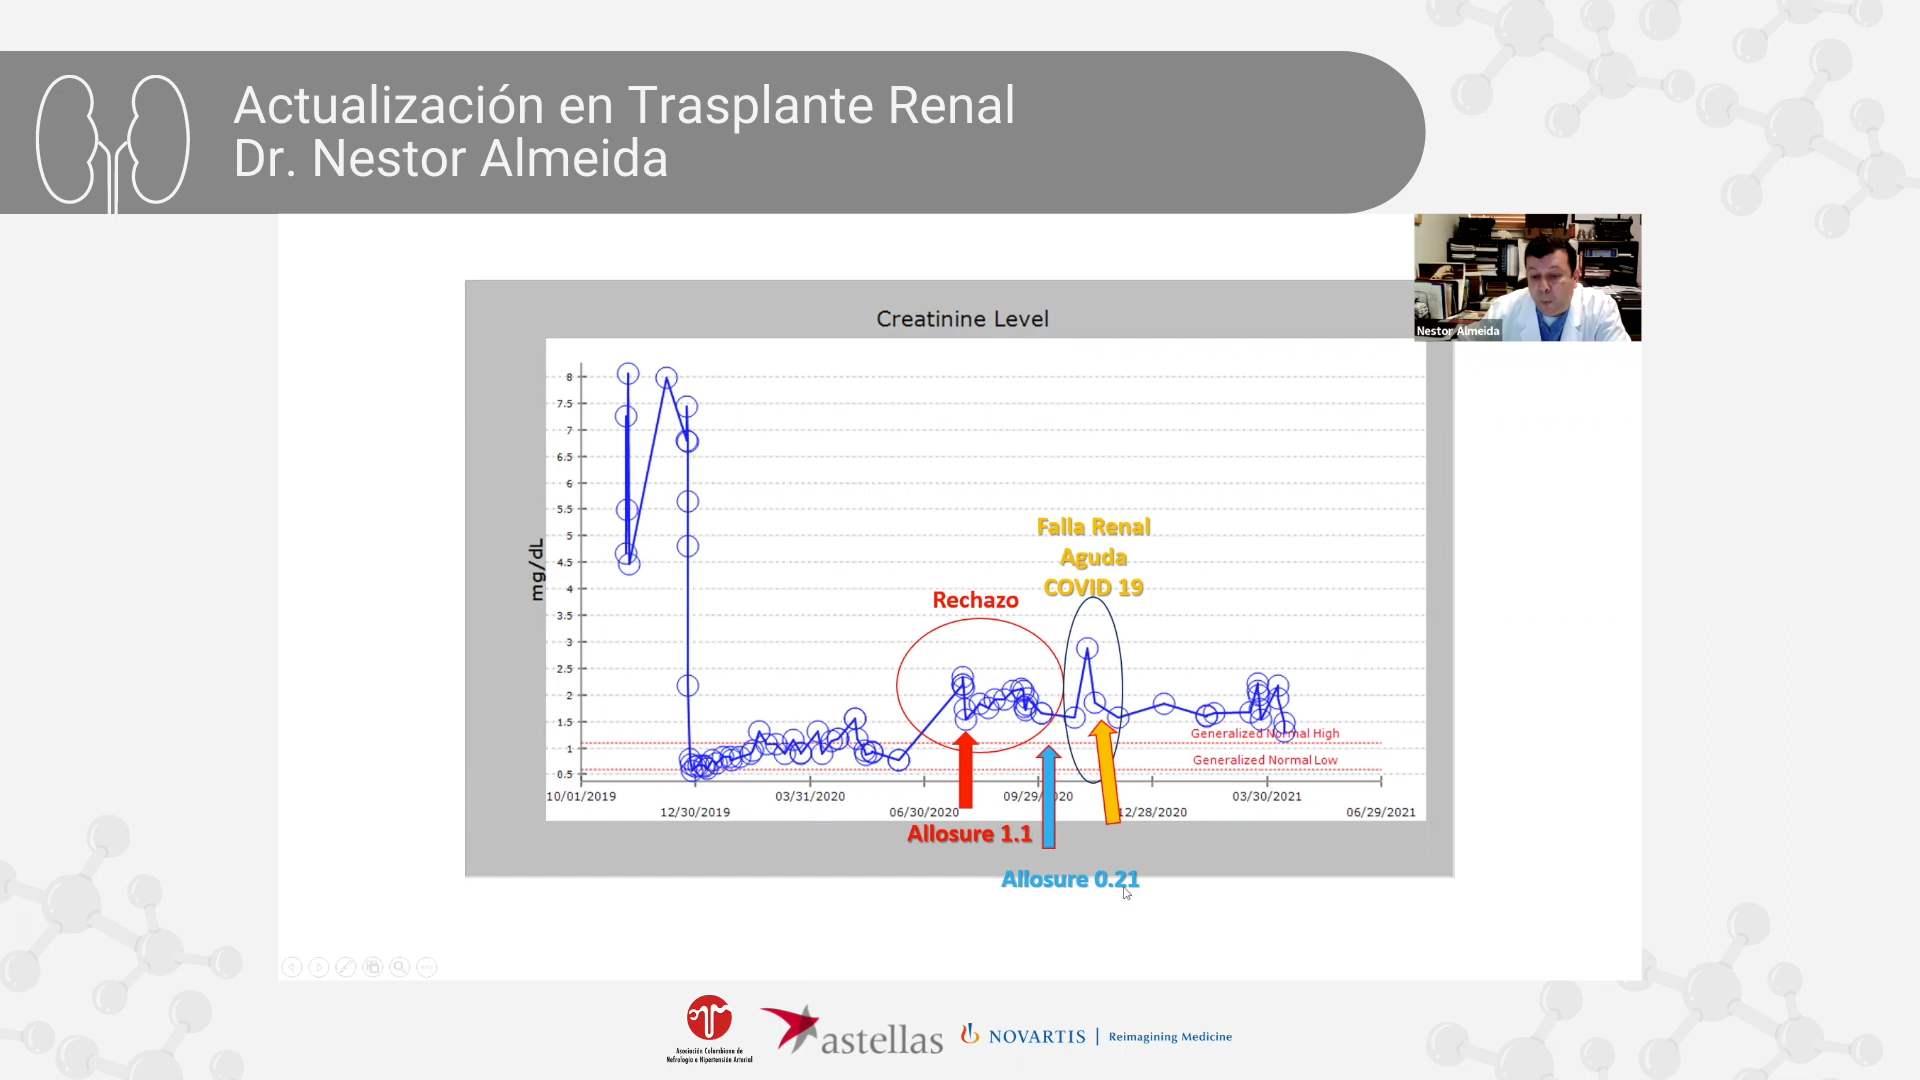 Actualización en Trasplante Renal
Dr. Nestor Almeida
Nestor Almeida
Creatinine Level
mg/dL
8
7.5
7
6.5
6
5.5
5
4.5
4
3.5
3
2.5
2
1.5
1
0.5
Falla Renal
Aguda
COVID 19
Rechazo
Generalized Normal High
Generalized Normal Low
10/01/2019
12/30/2019
03/31/2020
06/30/2020
09/29/2020
12/28/2020
03/30/2021
06/29/2021
Allosure 1.1
Allosure 0.21
Asociación Colombiana de
Nefrología e Hipertensión Arterial
astellas
NOVARTIS | Reimagining Medicine